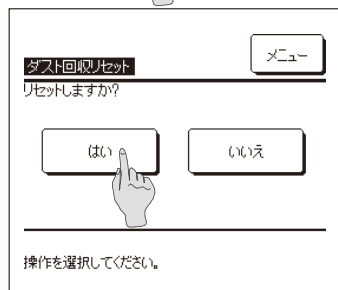 メニュー
ダスト回収リセット
リセットしますか?
はい
いいえ
操作を選択してください。